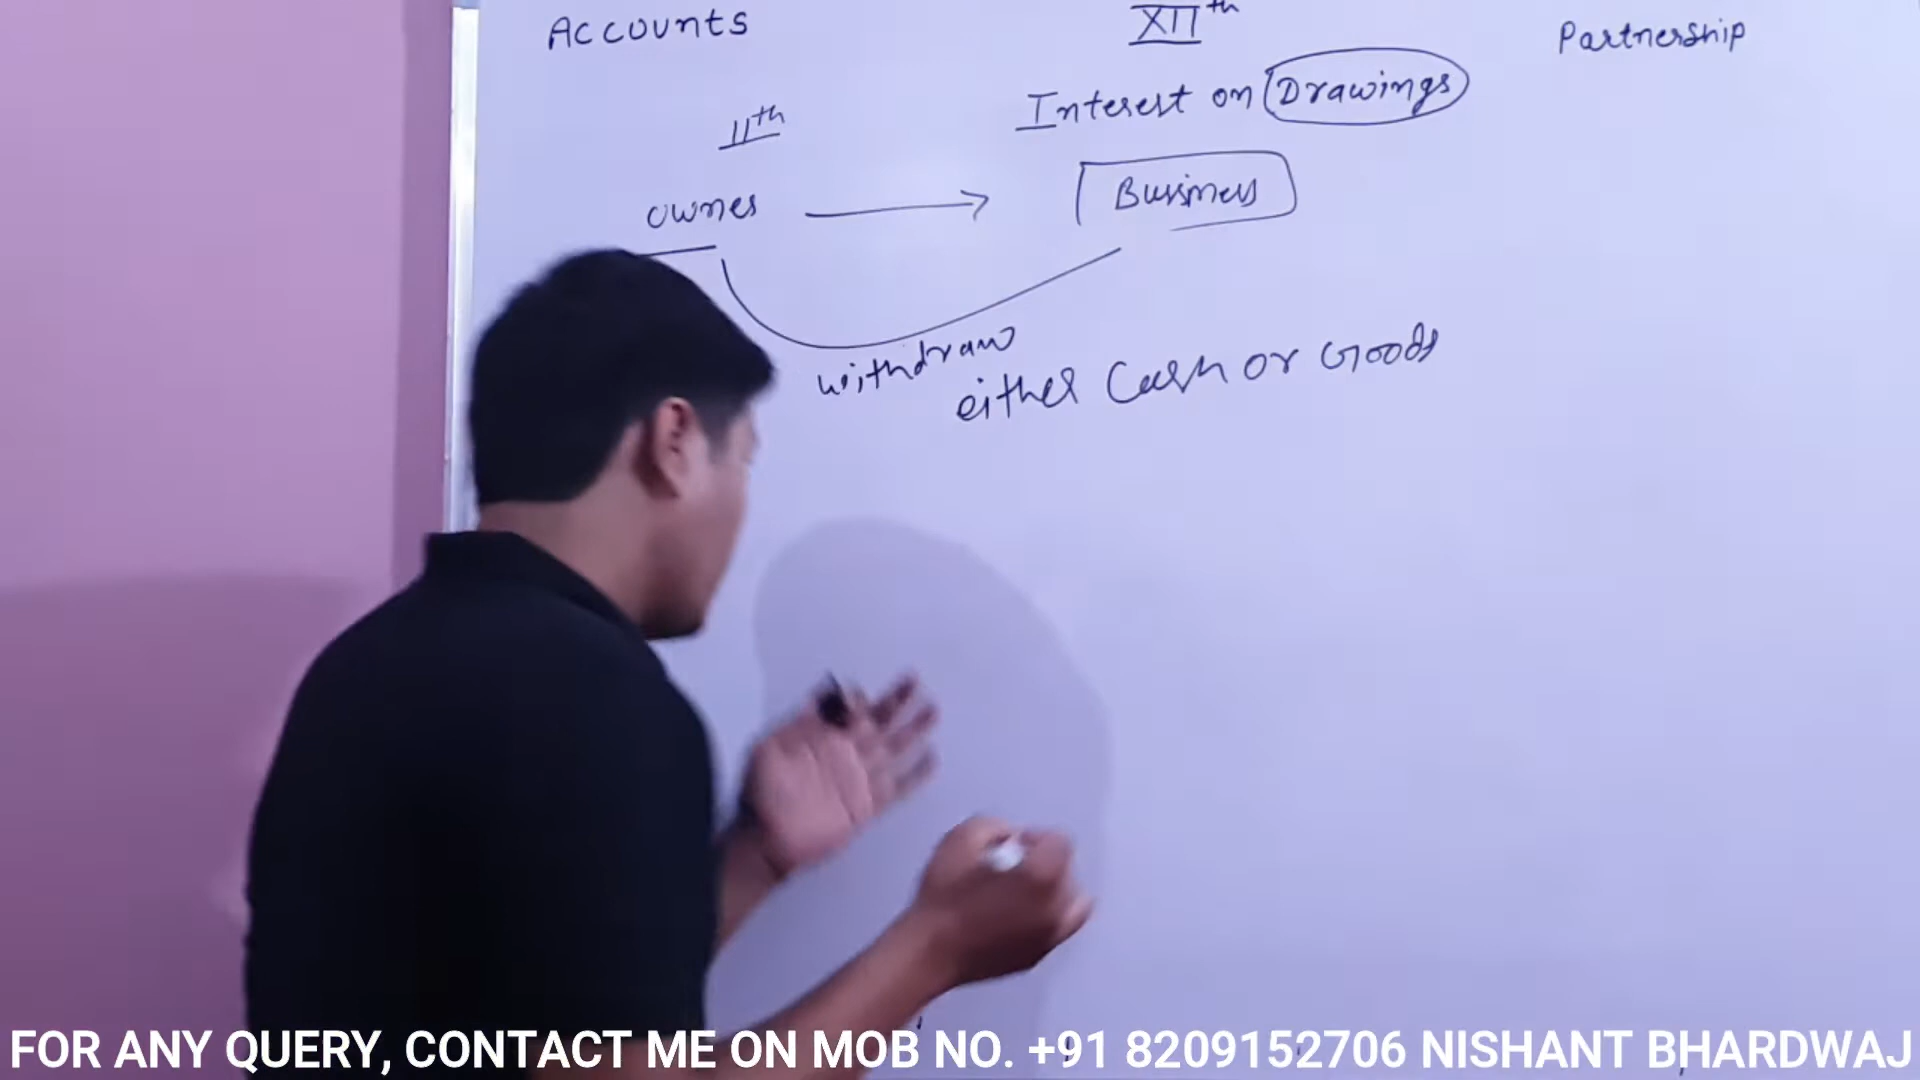 Accounts XIIth Partnership
Interest on Drawings
11th
owner Business
withdraw
either Cash or Goods
FOR ANY QUERY, CONTACT ME ON MOB NO. +91 8209152706 NISHANT BHARDWAJ